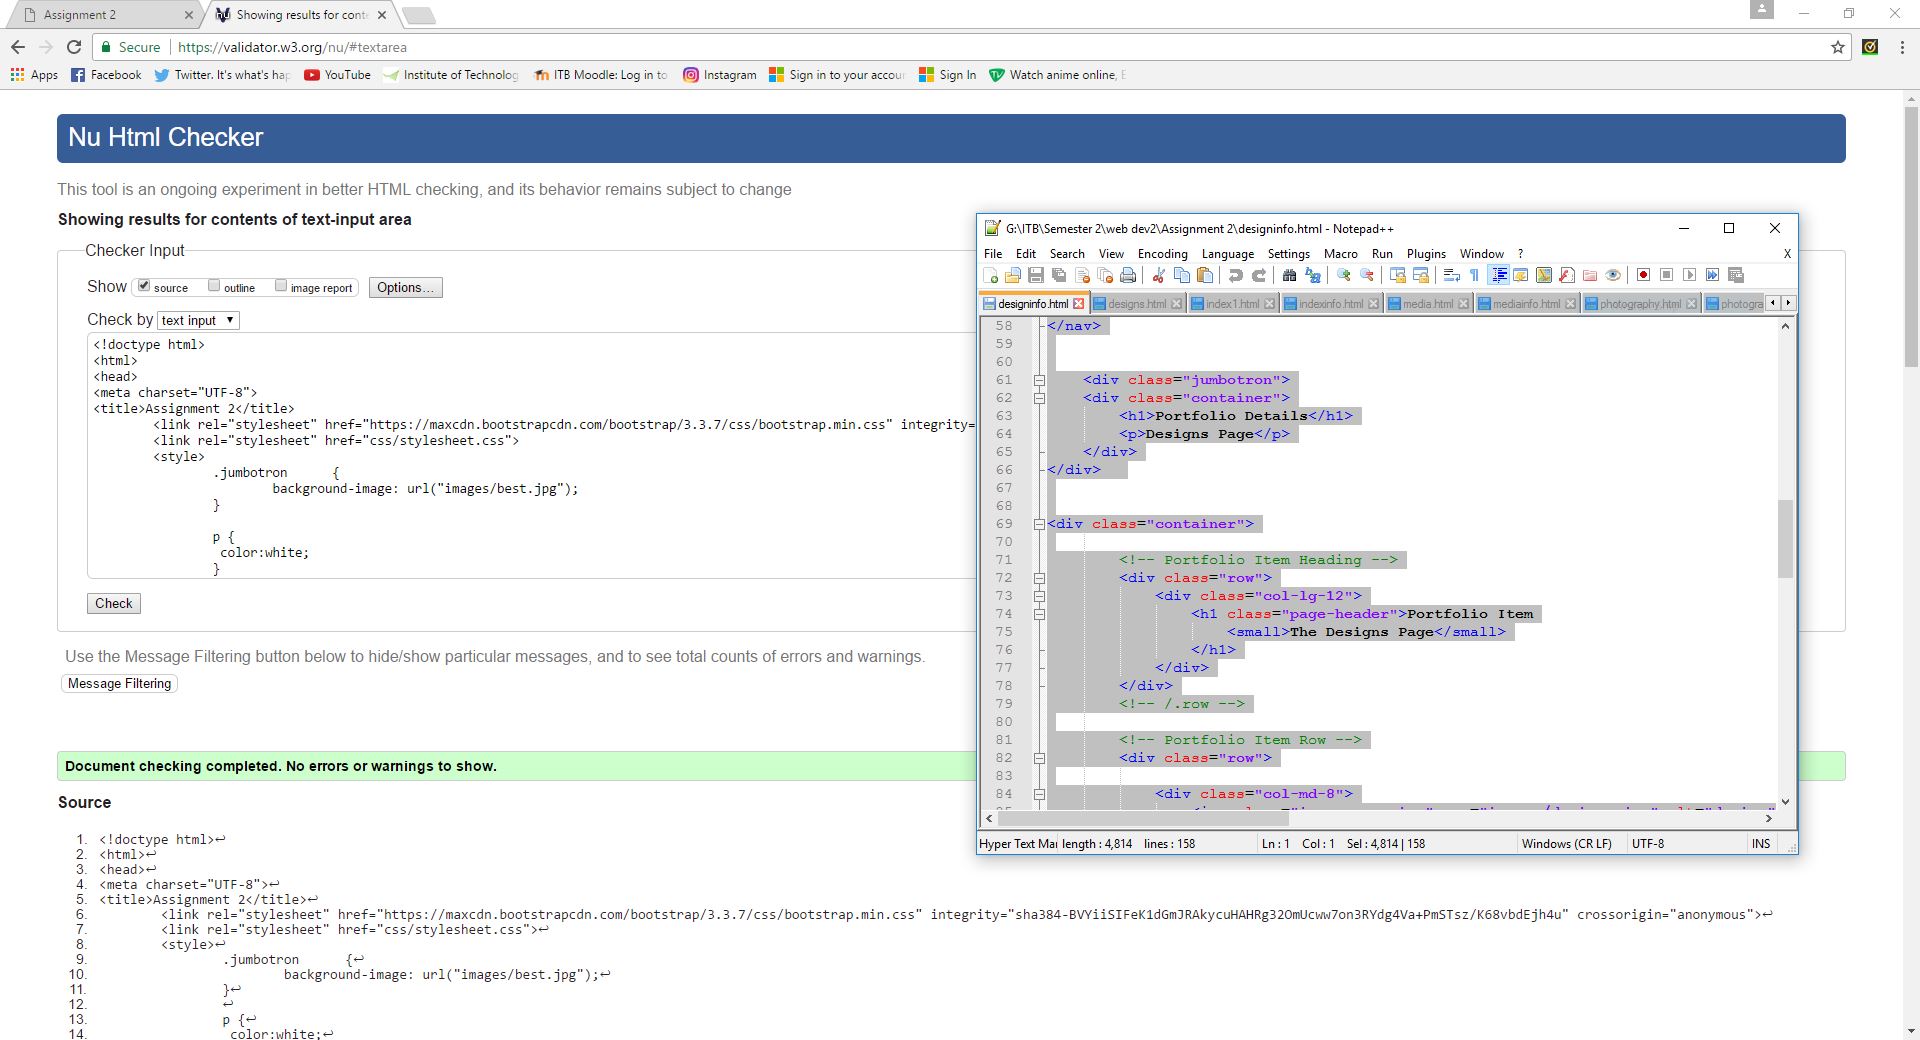 Assignment 2
Showing results for conte
Secure
https://validator.w3.org/nu/#textarea
Apps
Facebook
Twitter. It's what's hap
YouTube
Institute of Technolog
ITB Moodle: Log in to
Instagram
Sign in to your accour
Sign In
Watch anime online, E
Nu Html Checker
This tool is an ongoing experiment in better HTML checking, and its behavior remains subject to change
Showing results for contents of text-input area
Checker Input
Show source outline image report Options...
Check by text input
<!doctype html>
<html>
<head>
<meta charset="UTF-8">
<title>Assignment 2</title>
<link rel="stylesheet" href="https://maxcdn.bootstrapcdn.com/bootstrap/3.3.7/css/bootstrap.min.css" integrity=
<link rel="stylesheet" href="css/stylesheet.css">
<style>
.jumbotron {
background-image: url("images/best.jpg");
}
p {
color:white;
}
Check
Use the Message Filtering button below to hide/show particular messages, and to see total counts of errors and warnings.
Message Filtering
Document checking completed. No errors or warnings to show.
Source
1. <!doctype html>↩
2. <html>↩
3. <head>↩
4. <meta charset="UTF-8">↩
5. <title>Assignment 2</title>↩
6. <link rel="stylesheet" href="https://maxcdn.bootstrapcdn.com/bootstrap/3.3.7/css/bootstrap.min.css" integrity="sha384-BVYiiSIFeK1dGmJRAkycuHAHRg32OmUcww7on3RYdg4Va+PmSTsz/K68vbdEjh4u" crossorigin="anonymous">↩
7. <link rel="stylesheet" href="css/stylesheet.css">↩
8. <style>↩
9. .jumbotron {↩
10. background-image: url("images/best.jpg");↩
11. }↩
12. ↩
13. p {↩
14. color:white;↩
G:\ITB\Semester 2\web dev2\Assignment 2\designinfo.html - Notepad++
File Edit Search View Encoding Language Settings Macro Run Plugins Window ? X
designinfo.html designs.html index1.html indexinfo.html media.html mediainfo.html photography.html photogra
58 </nav>
59
60
61 <div class="jumbotron">
62 <div class="container">
63 <h1>Portfolio Details</h1>
64 <p>Designs Page</p>
65 </div>
66 </div>
67
68
69 <div class="container">
70
71 <!-- Portfolio Item Heading -->
72 <div class="row">
73 <div class="col-lg-12">
74 <h1 class="page-header">Portfolio Item
75 <small>The Designs Page</small>
76 </h1>
77 </div>
78 </div>
79 <!-- /.row -->
80
81 <!-- Portfolio Item Row -->
82 <div class="row">
83
84 <div class="col-md-8">
Hyper Text Mar length : 4,814 lines : 158 Ln : 1 Col : 1 Sel : 4,814 | 158 Windows (CR LF) UTF-8 INS